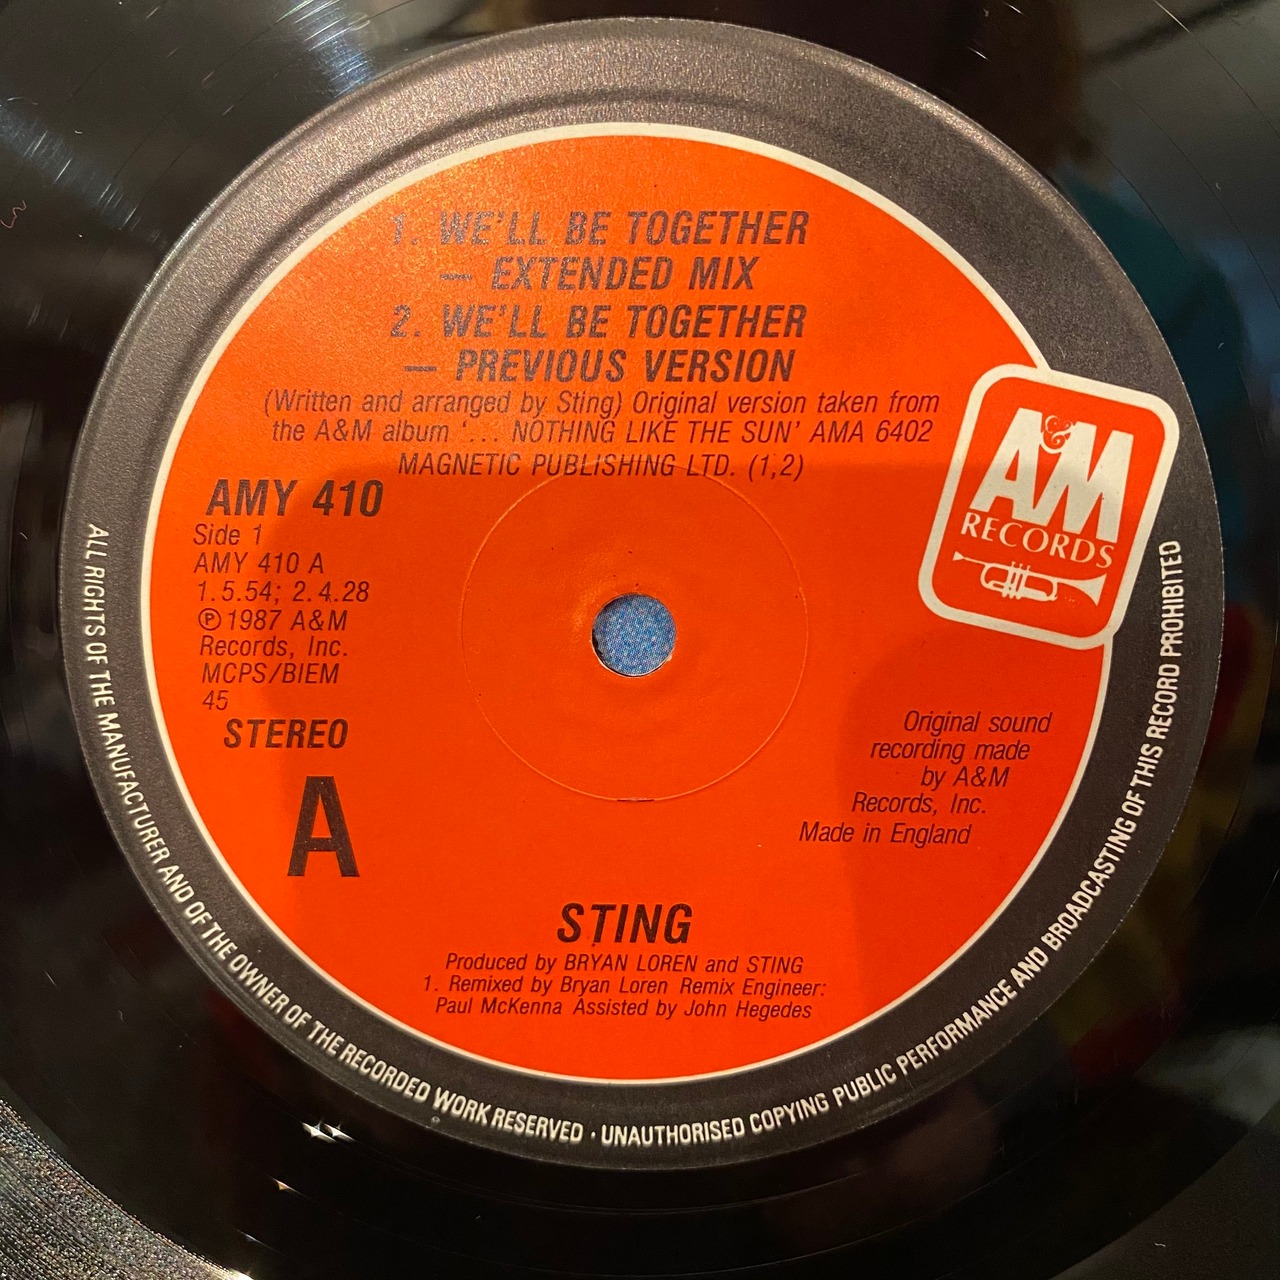 1. WE'LL BE TOGETHER
— EXTENDED MIX
2. WE'LL BE TOGETHER
— PREVIOUS VERSION
(Written and arranged by Sting) Original version taken from
the A&M album '... NOTHING LIKE THE SUN' AMA 6402
MAGNETIC PUBLISHING LTD. (1,2)
AMY 410
Side 1
AMY 410 A
1.5.54; 2.4.28
Ⓟ 1987 A&M
Records, Inc.
MCPS/BIEM
45
STEREO
A
A&M
RECORDS
Original sound
recording made
by A&M
Records, Inc.
Made in England
STING
Produced by BRYAN LOREN and STING
1. Remixed by Bryan Loren Remix Engineer:
Paul McKenna Assisted by John Hegedes
ALL RIGHTS OF THE MANUFACTURER AND OF THE OWNER OF THE RECORDED WORK RESERVED · UNAUTHORISED COPYING PUBLIC PERFORMANCE AND BROADCASTING OF THIS RECORD PROHIBITED